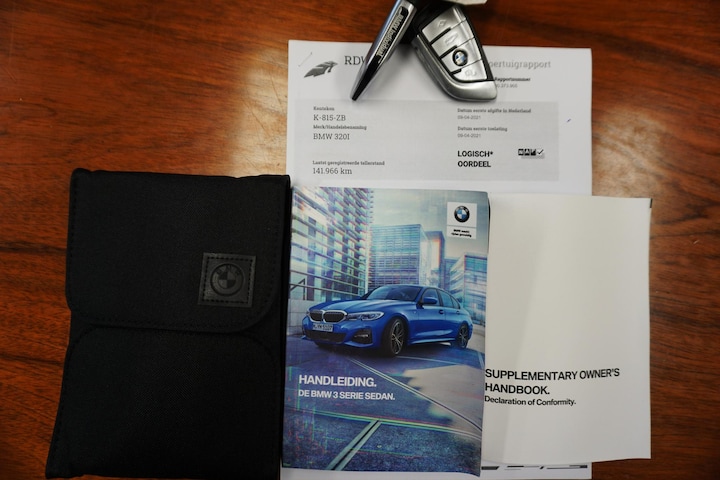 RDW
Rapportnummer
Kenteken
K-815-ZB
Merk/Handelsbenaming
BMW 320I
Laatst geregistreerde tellerstand
141.966 km
Datum eerste afgifte in Nederland
09-04-2021
Datum eerste toelating
09-04-2021
LOGISCH*
OORDEEL
HANDLEIDING.
DE BMW 3 SERIE SEDAN.
SUPPLEMENTARY OWNER'S
HANDBOOK.
Declaration of Conformity.